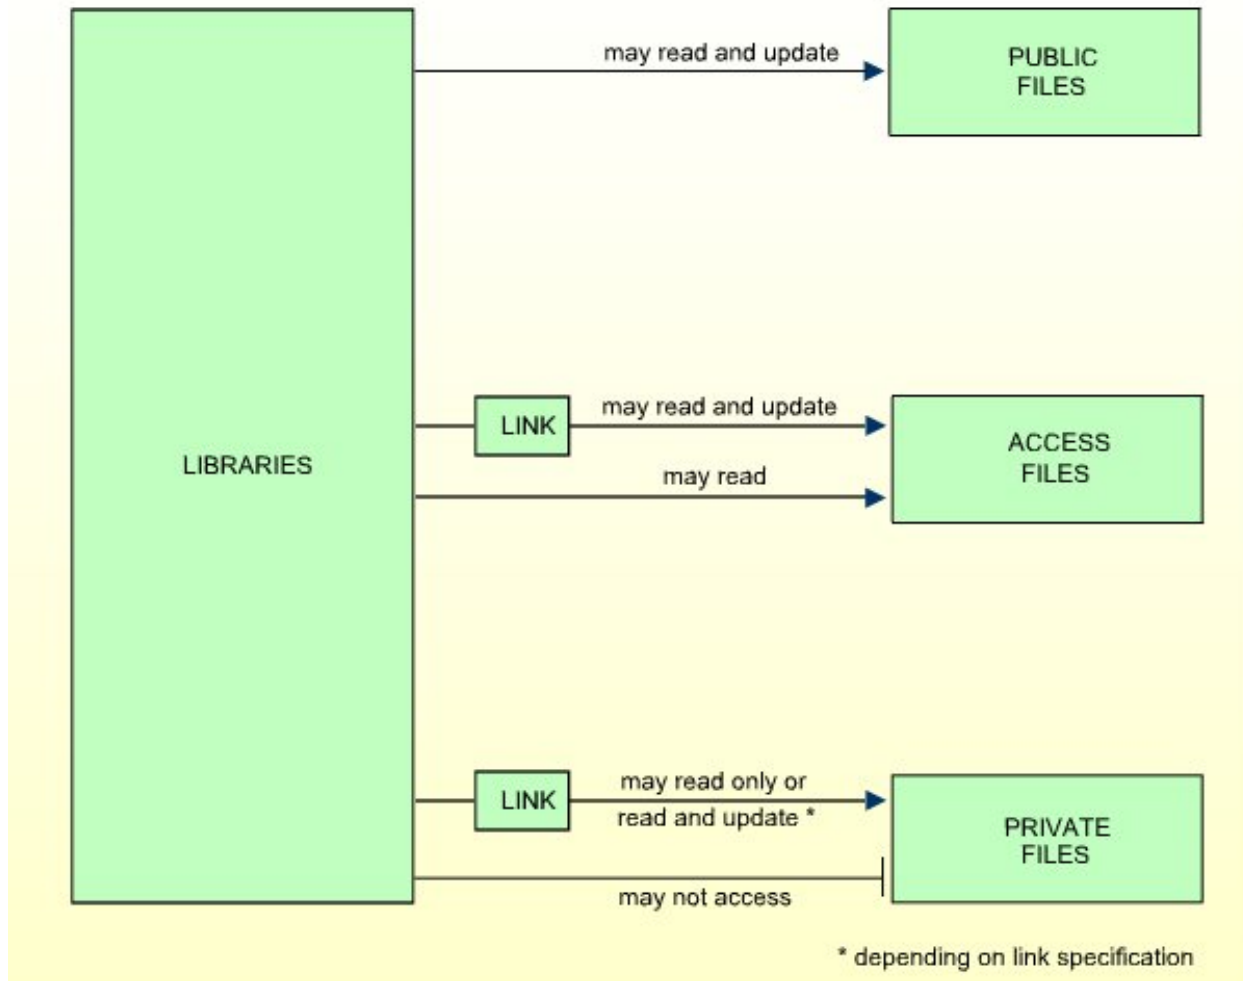 may read and update
PUBLIC
FILES
LIBRARIES
LINK
may read and update
may read
ACCESS
FILES
LINK
may read only or
read and update *
may not access
PRIVATE
FILES
* depending on link specification